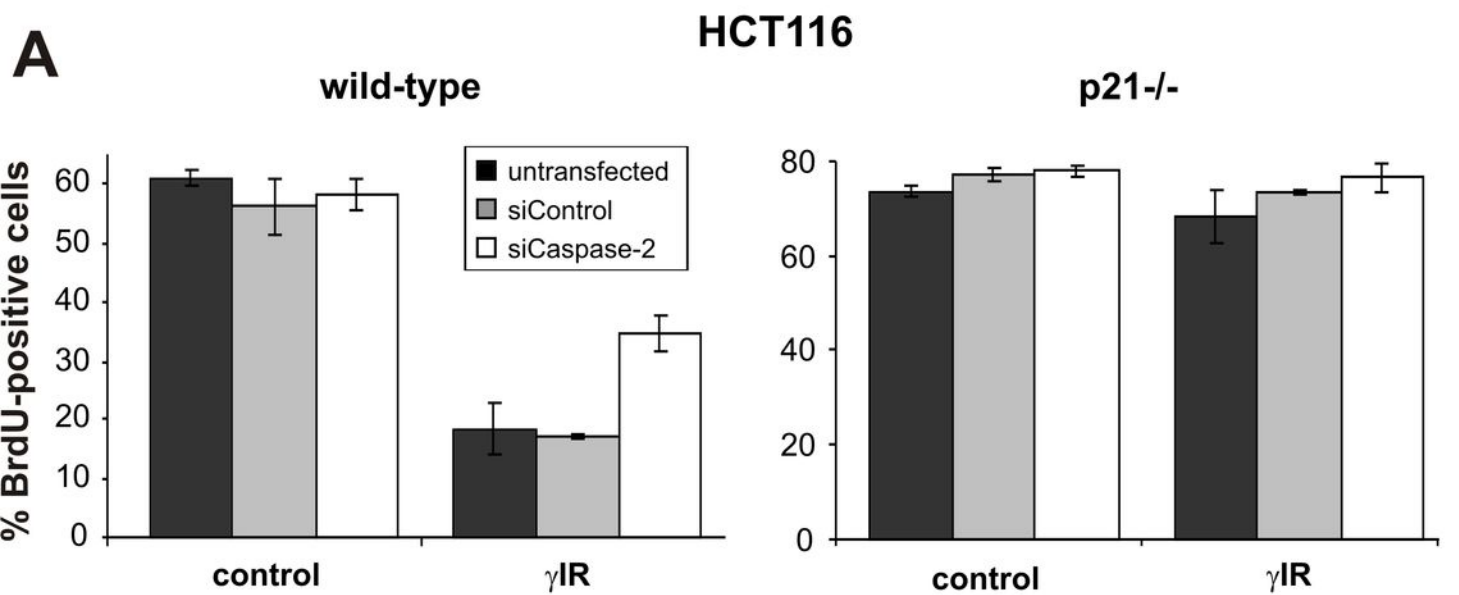 A
HCT116
wild-type
p21-/-
% BrdU-positive cells
60
50
40
30
20
10
0
untransfected
siControl
siCaspase-2
control
γIR
80
60
40
20
0
control
γIR